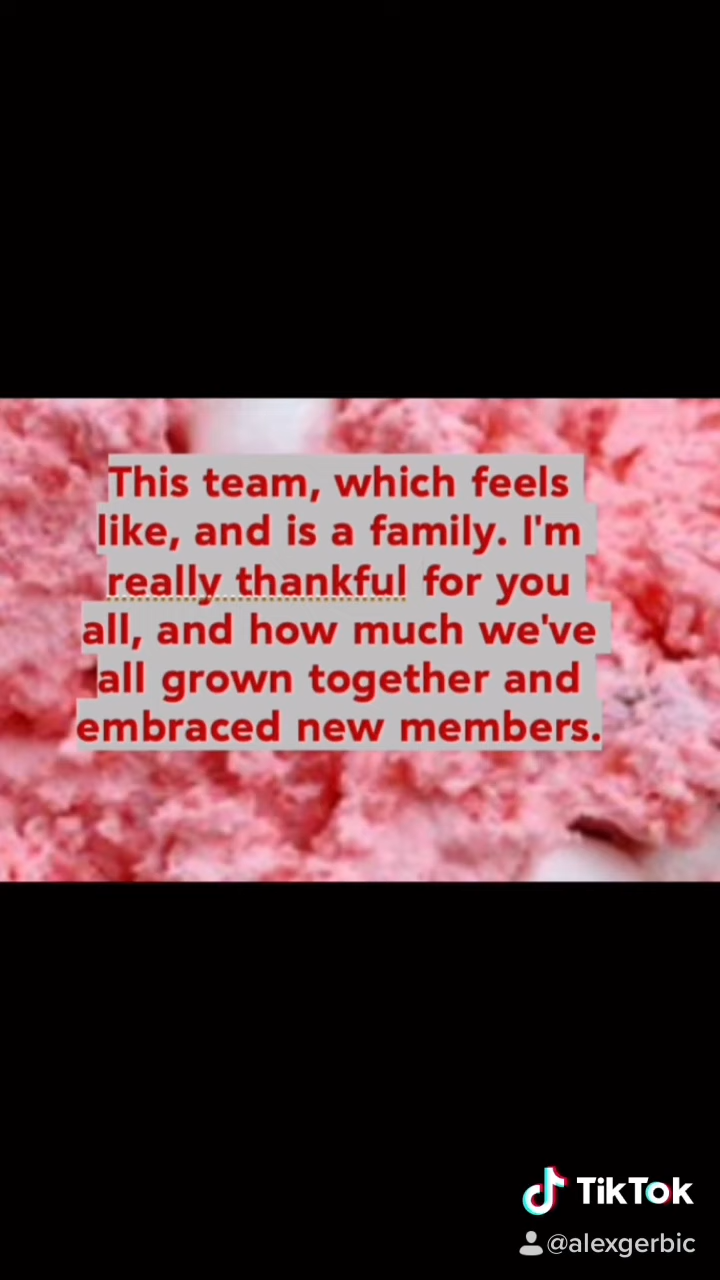 This team, which feels
like, and is a family. I'm
really thankful for you
all, and how much we've
all grown together and
embraced new members.
TikTok
@alexgerbic